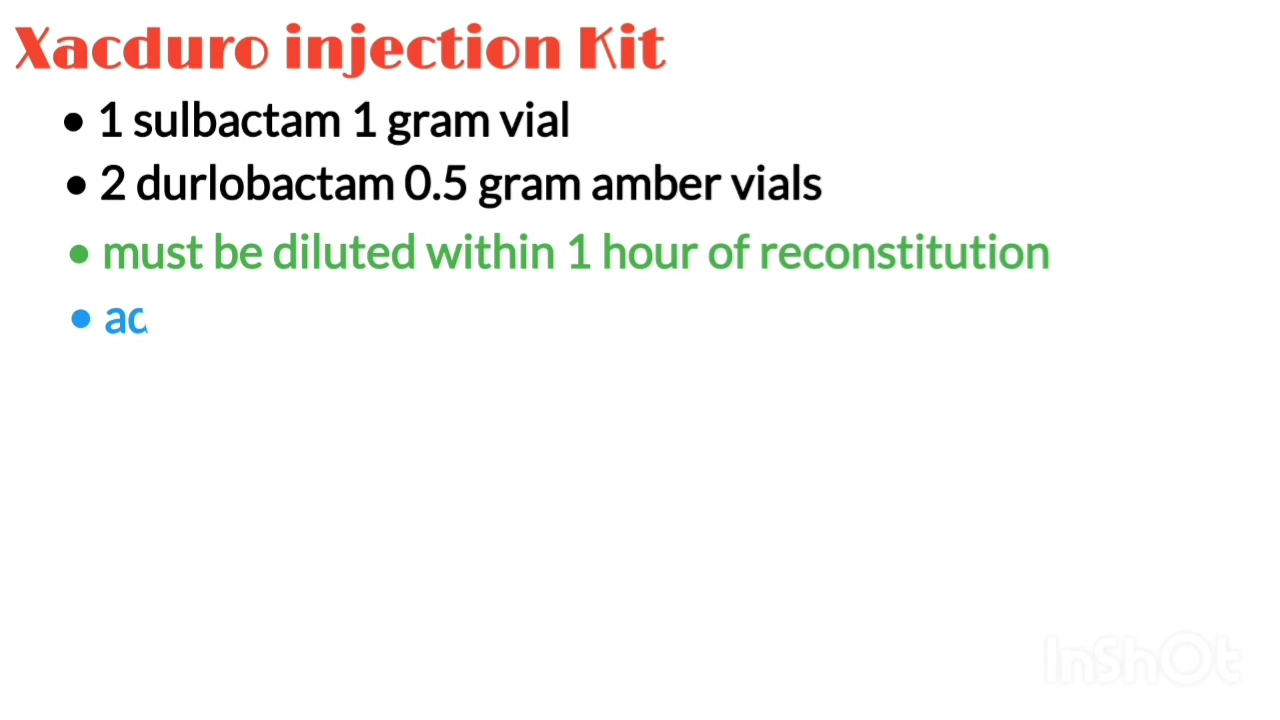 Xacduro injection Kit
• 1 sulbactam 1 gram vial
• 2 durlobactam 0.5 gram amber vials
• must be diluted within 1 hour of reconstitution
•
InShOt